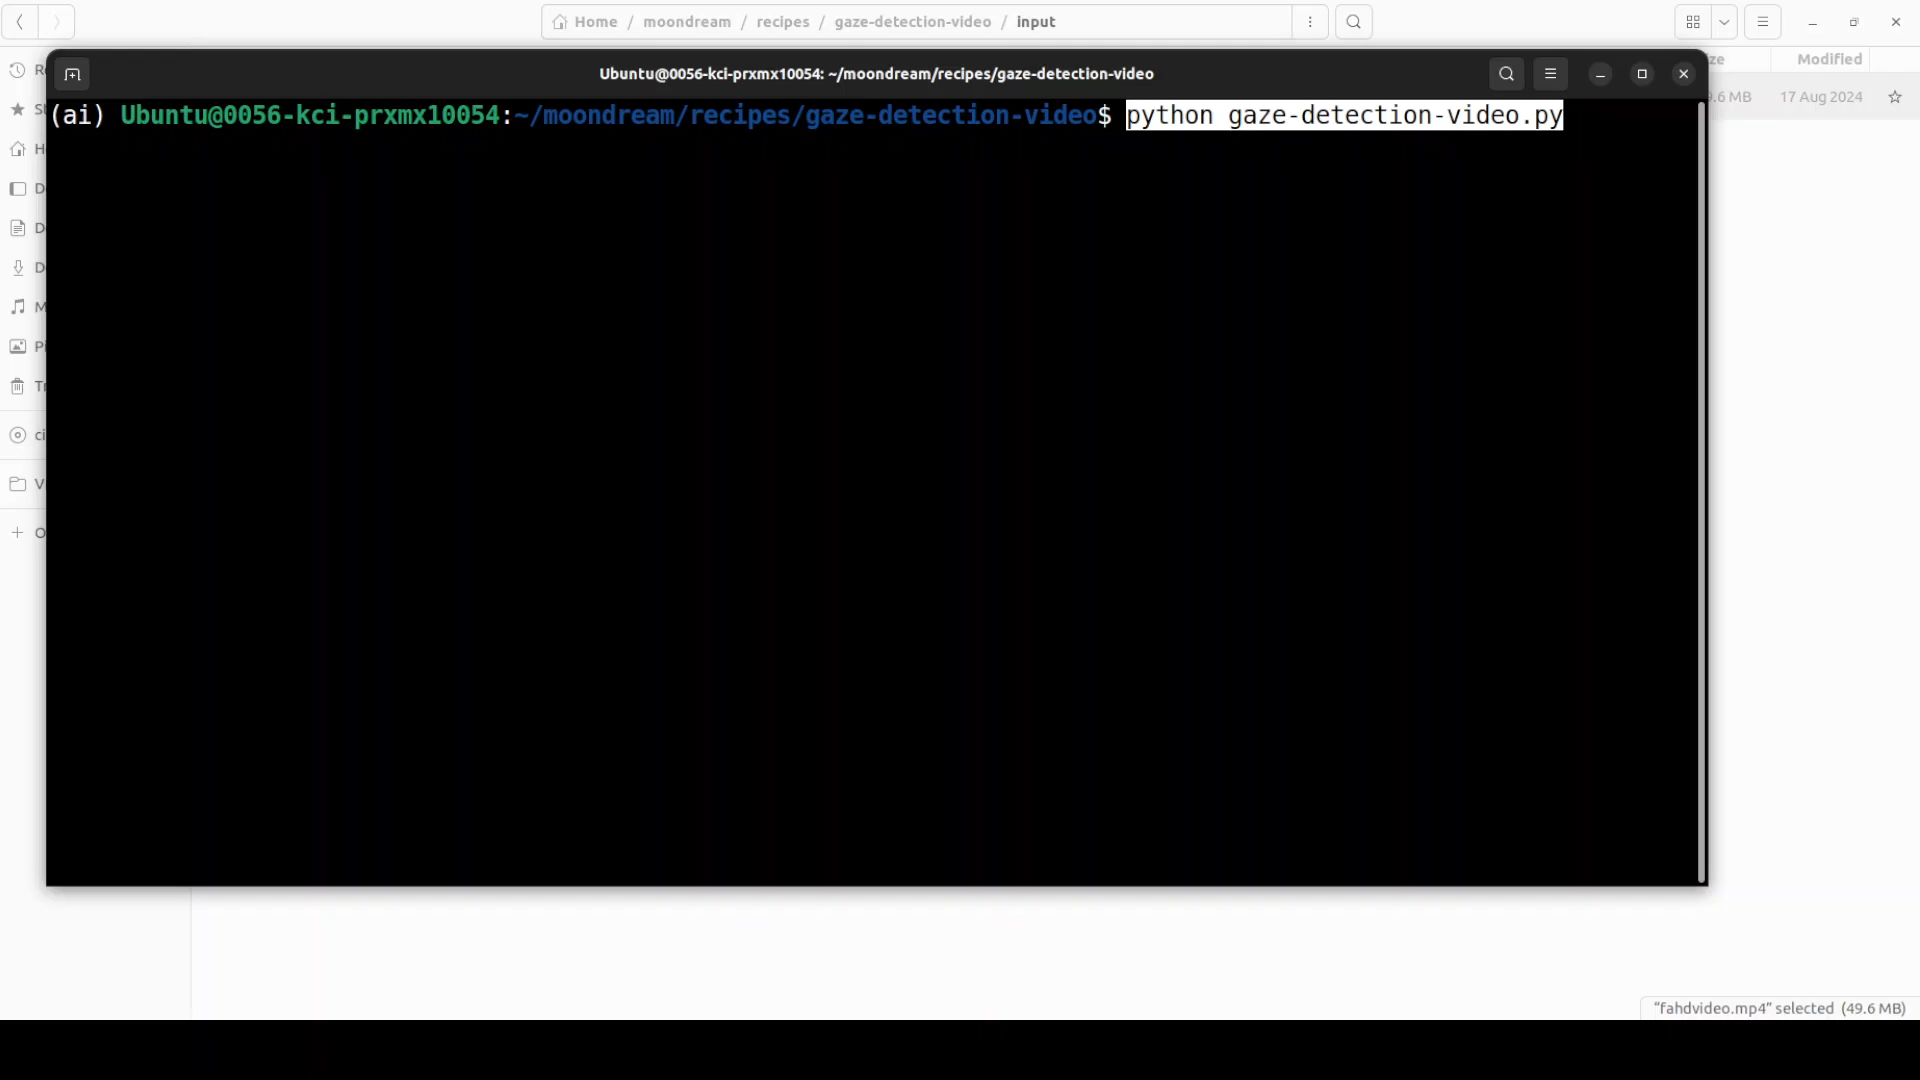 Home / moondream / recipes / gaze-detection-video / input
Ubuntu@0056-kci-prxmx10054: ~/moondream/recipes/gaze-detection-video
Modified
(ai) Ubuntu@0056-kci-prxmx10054:~/moondream/recipes/gaze-detection-video$ python gaze-detection-video.py
17 Aug 2024
"fahdvideo.mp4" selected (49.6 MB)